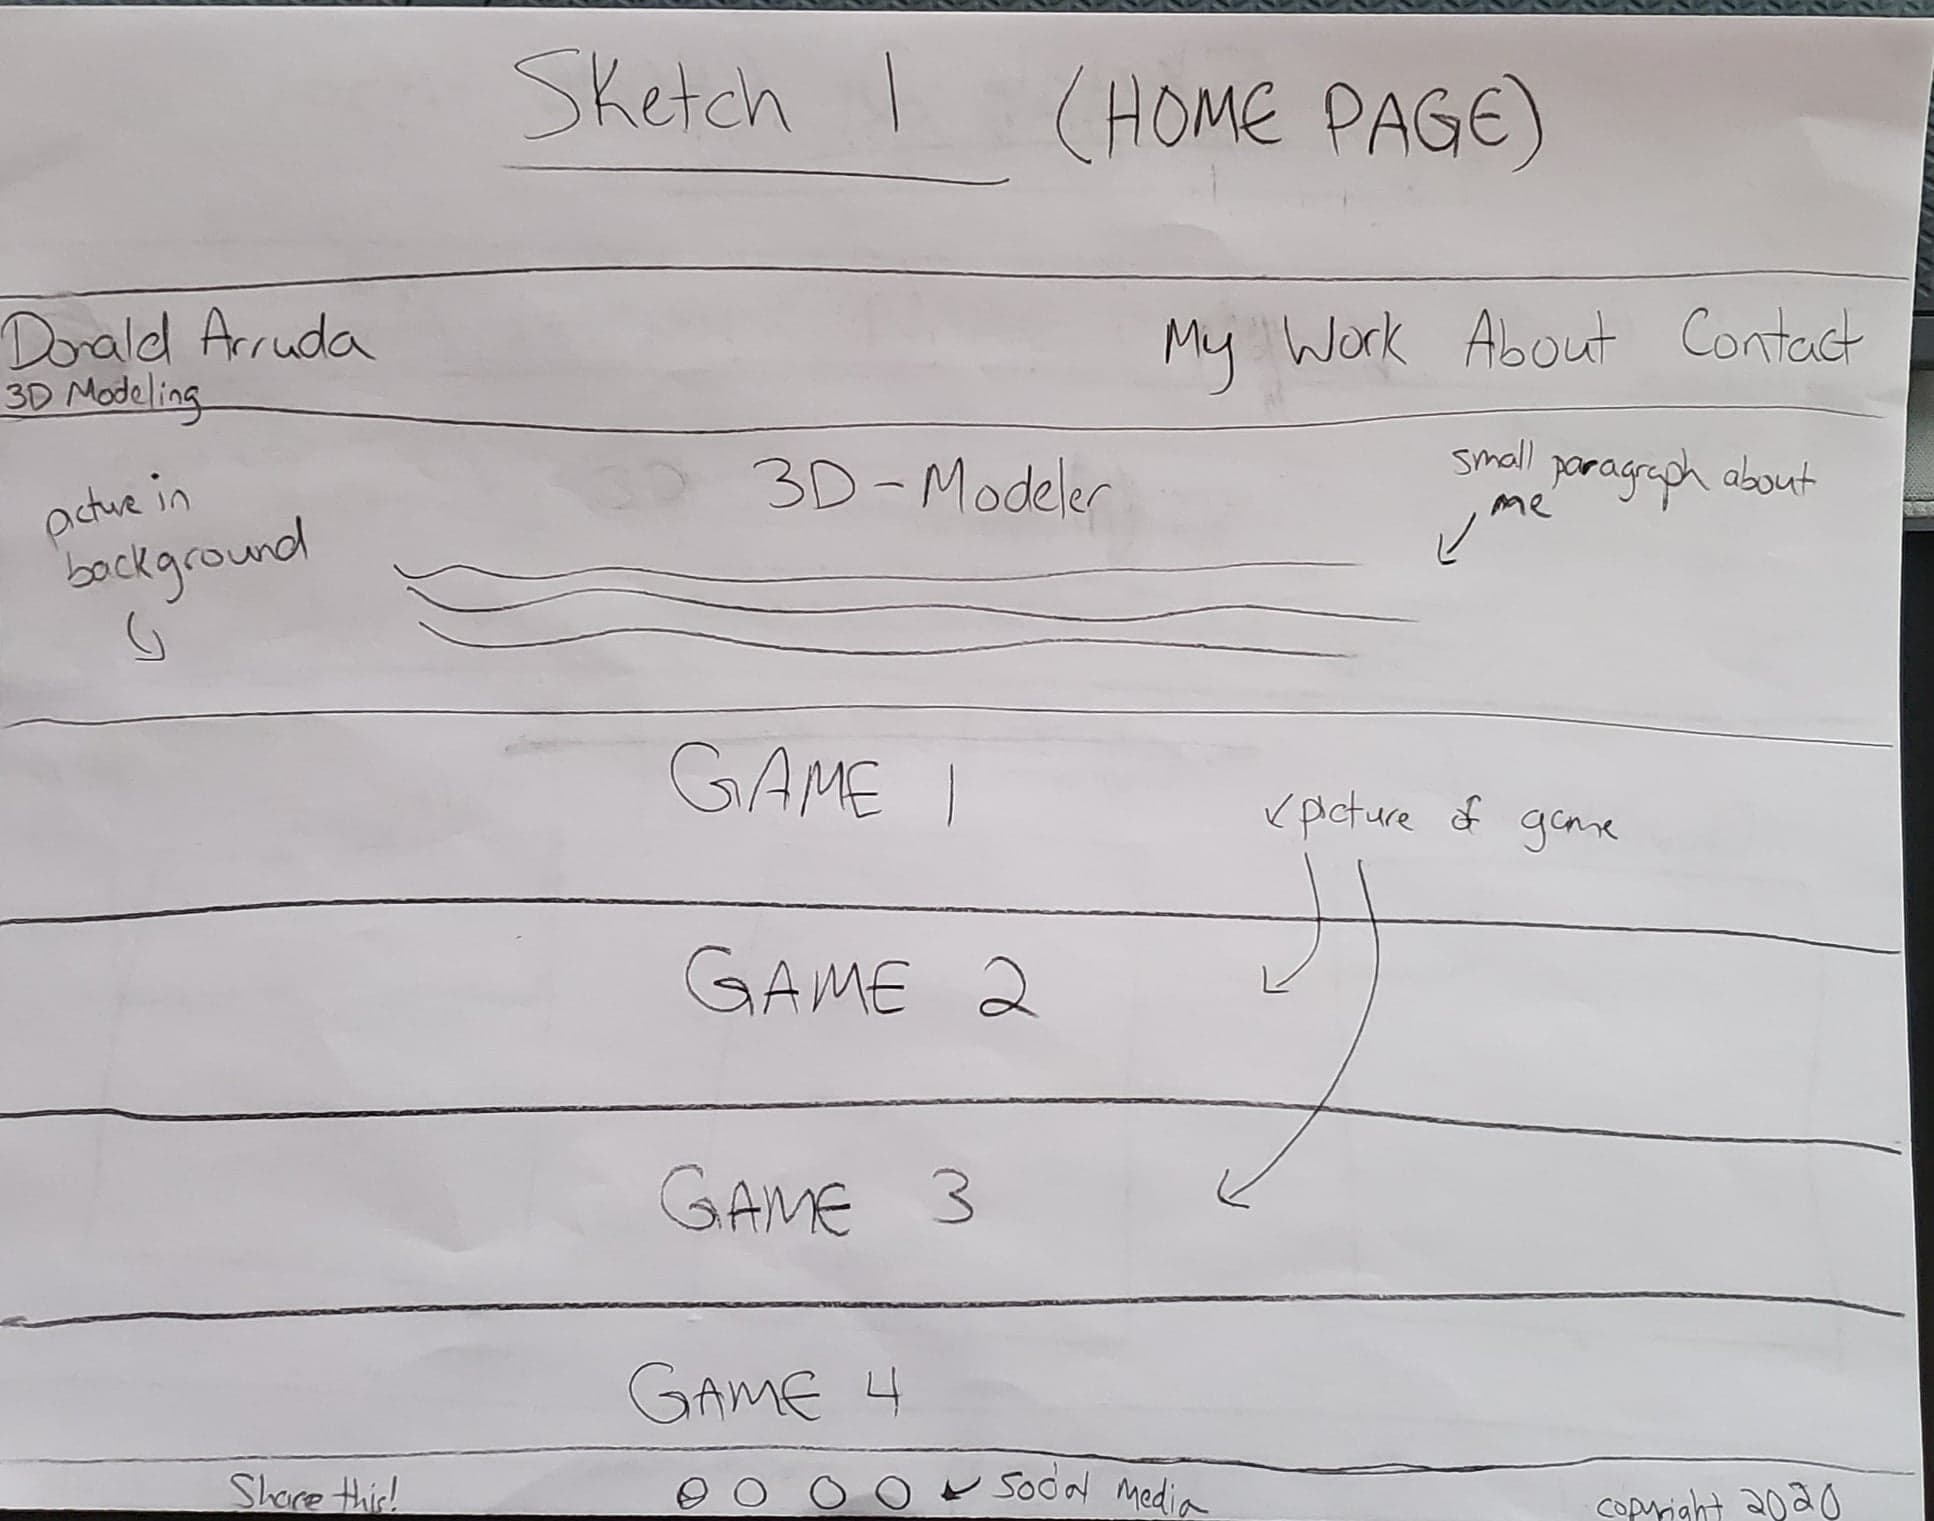 Sketch 1 (HOME PAGE)
Donald Arruda
3D Modeling
My Work About Contact
picture in
background
3D-Modeler
small paragraph about
me
GAME 1
picture of game
GAME 2
GAME 3
GAME 4
Share this!
Social Media
copyright 2020